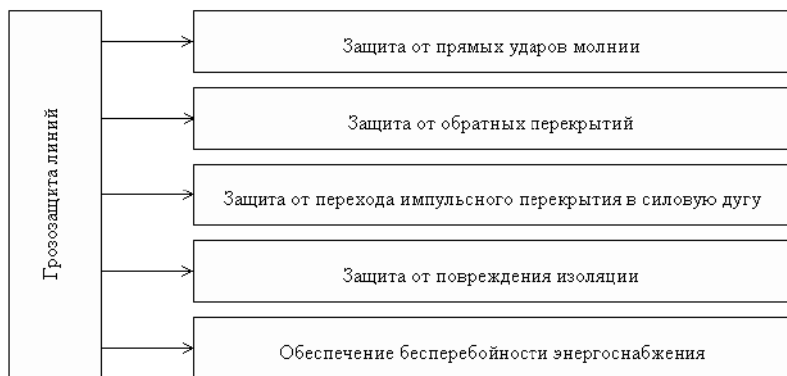 Грозозащита линий
Защита от прямых ударов молнии
Защита от обратных перекрытий
Защита от перехода импульсного перекрытия в силовую дугу
Защита от повреждения изоляции
Обеспечение бесперебойности энергоснабжения